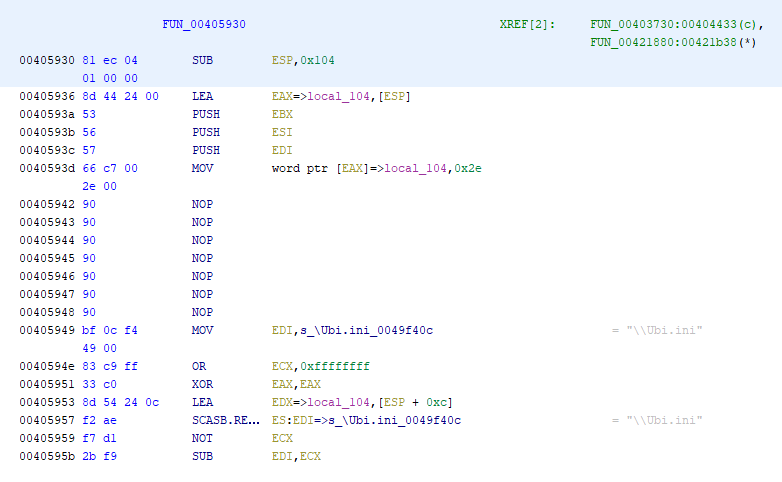 FUN_00405930 XREF[2]: FUN_00403730:00404433(c),
FUN_00421880:00421b38(*)
00405930 81 ec 04 SUB ESP,0x104
01 00 00
00405936 8d 44 24 00 LEA EAX=>local_104,[ESP]
0040593a 53 PUSH EBX
0040593b 56 PUSH ESI
0040593c 57 PUSH EDI
0040593d 66 c7 00 MOV word ptr [EAX]=>local_104,0x2e
2e 00
00405942 90 NOP
00405943 90 NOP
00405944 90 NOP
00405945 90 NOP
00405946 90 NOP
00405947 90 NOP
00405948 90 NOP
00405949 bf 0c f4 MOV EDI,s_\Ubi.ini_0049f40c = "\\Ubi.ini"
49 00
0040594e 83 c9 ff OR ECX,0xffffffff
00405951 33 c0 XOR EAX,EAX
00405953 8d 54 24 0c LEA EDX=>local_104,[ESP + 0xc]
00405957 f2 ae SCASB.RE... ES:EDI=>s_\Ubi.ini_0049f40c = "\\Ubi.ini"
00405959 f7 d1 NOT ECX
0040595b 2b f9 SUB EDI,ECX